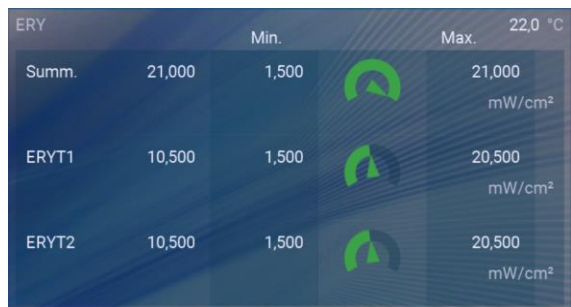 ERY 22,0 °C
Min. Max.
Summ. 21,000 1,500 21,000
mW/cm²
ERYT1 10,500 1,500 20,500
mW/cm²
ERYT2 10,500 1,500 20,500
mW/cm²